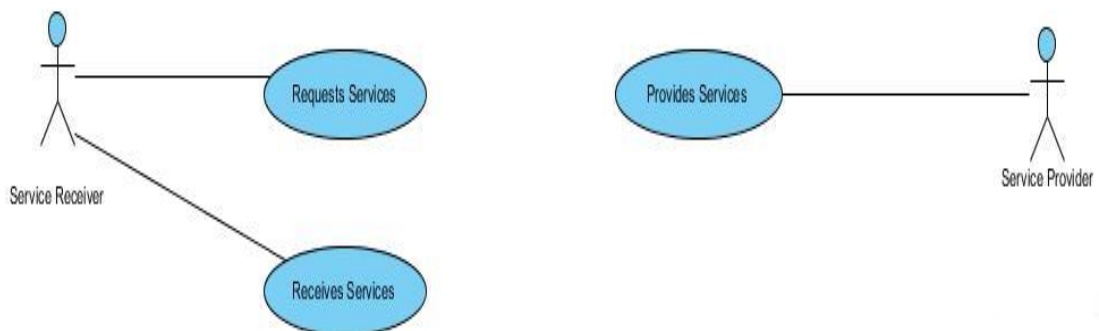 Requests Services
Provides Services
Service Receiver
Service Provider
Receives Services